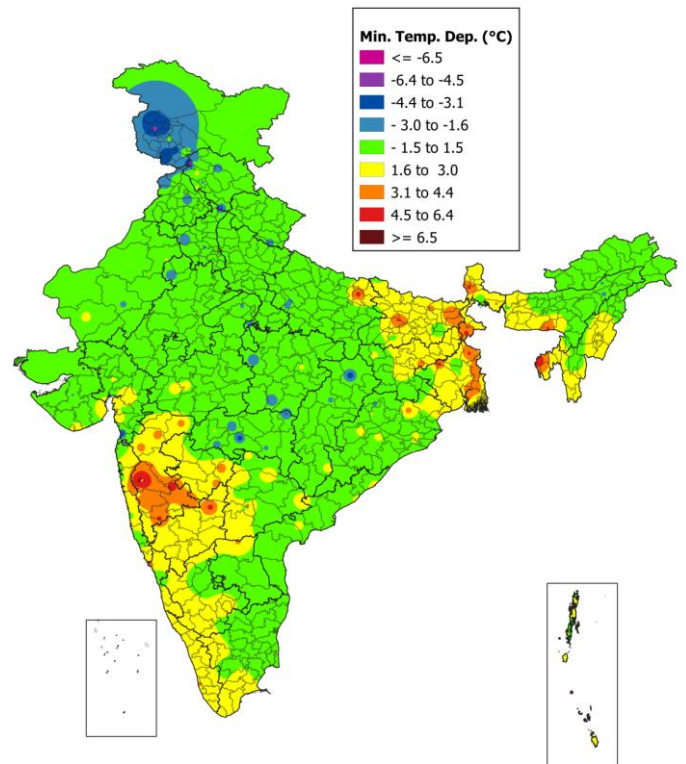 Min. Temp. Dep. (°C)
<= -6.5
-6.4 to -4.5
-4.4 to -3.1
- 3.0 to -1.6
- 1.5 to 1.5
1.6 to 3.0
3.1 to 4.4
4.5 to 6.4
>= 6.5